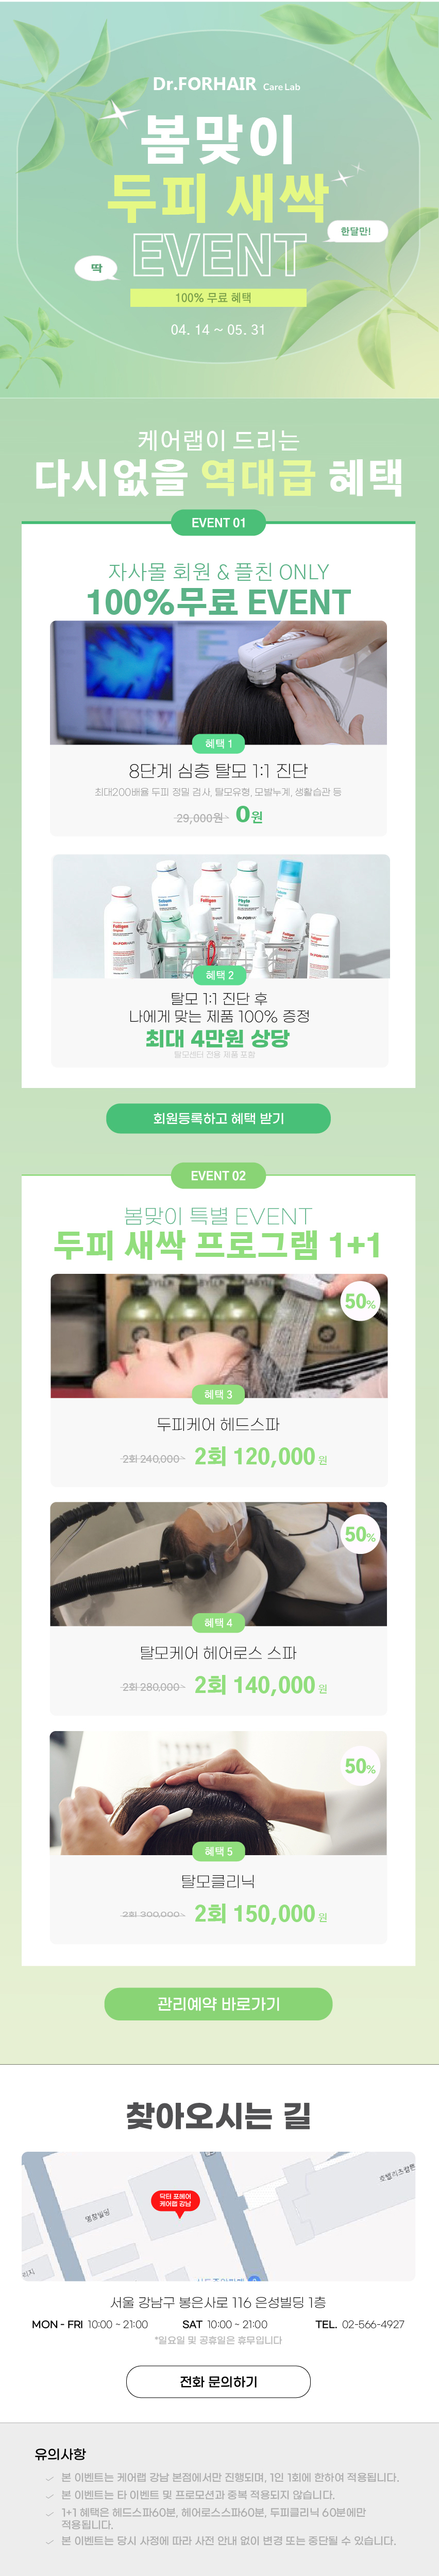 Dr.FORHAIR Care Lab
봄맞이
두피 새싹
EVENT
한달만!
딱
100% 무료 혜택
04. 14 ~ 05. 31
케어랩이 드리는
다시없을 역대급 혜택
EVENT 01
자사몰 회원 & 플친 ONLY
100%무료 EVENT
혜택 1
8단계 심층 탈모 1:1 진단
최대200배율 두피 정밀 검사, 탈모유형, 모발누계, 생활습관 등
29,000원 0원
혜택 2
탈모 1:1 진단 후
나에게 맞는 제품 100% 증정
최대 4만원 상당
탈모센터 전용 제품 포함
회원등록하고 혜택 받기
EVENT 02
봄맞이 특별 EVENT
두피 새싹 프로그램 1+1
50%
혜택 3
두피케어 헤드스파
2회 240,000 2회 120,000 원
50%
혜택 4
탈모케어 헤어로스 스파
2회 280,000 2회 140,000 원
50%
혜택 5
탈모클리닉
2회 300,000 2회 150,000 원
관리예약 바로가기
찾아오시는 길
닥터 포헤어
케어랩 강남
서울 강남구 봉은사로 116 은성빌딩 1층
MON - FRI 10:00 ~ 21:00 SAT 10:00 ~ 21:00 TEL. 02-566-4927
*일요일 및 공휴일은 휴무입니다
전화 문의하기
유의사항
본 이벤트는 케어랩 강남 본점에서만 진행되며, 1인 1회에 한하여 적용됩니다.
본 이벤트는 타 이벤트 및 프로모션과 중복 적용되지 않습니다.
1+1 혜택은 헤드스파60분, 헤어로스스파60분, 두피클리닉 60분에만
적용됩니다.
본 이벤트는 당시 사정에 따라 사전 안내 없이 변경 또는 중단될 수 있습니다.